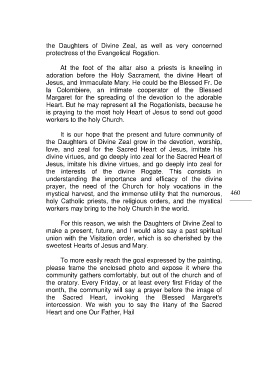 the Daughters of Divine Zeal, as well as very concerned
protectress of the Evangelical Rogation.
At the foot of the altar also a priests is kneeling in
adoration before the Holy Sacrament, the divine Heart of
Jesus, and Immaculate Mary. He could be the Blessed Fr. De
la Colombiere, an intimate cooperator of the Blessed
Margaret for the spreading of the devotion to the adorable
Heart. But he may represent all the Rogationists, because he
is praying to the most holy Heart of Jesus to send out good
workers to the holy Church.
It is our hope that the present and future community of
the Daughters of Divine Zeal grow in the devotion, worship,
love, and zeal for the Sacred Heart of Jesus, imitate his
divine virtues, and go deeply into zeal for the Sacred Heart of
Jesus, imitate his divine virtues, and go deeply into zeal for
the interests of the divine Rogate. This consists in
understanding the importance and efficacy of the divine
prayer, the need of the Church for holy vocations in the
mystical harvest, and the immense utility that the numerous,
holy Catholic priests, the religious orders, and the mystical
workers may bring to the holy Church in the world.
460
For this reason, we wish the Daughters of Divine Zeal to
make a present, future, and I would also say a past spiritual
union with the Visitation order, which is so cherished by the
sweetest Hearts of Jesus and Mary.
To more easily reach the goal expressed by the painting,
please frame the enclosed photo and expose it where the
community gathers comfortably, but out of the church and of
the oratory. Every Friday, or at least every first Friday of the
month, the community will say a prayer before the image of
the Sacred Heart, invoking the Blessed Margaret's
intercession. We wish you to say the litany of the Sacred
Heart and one Our Father, Hail